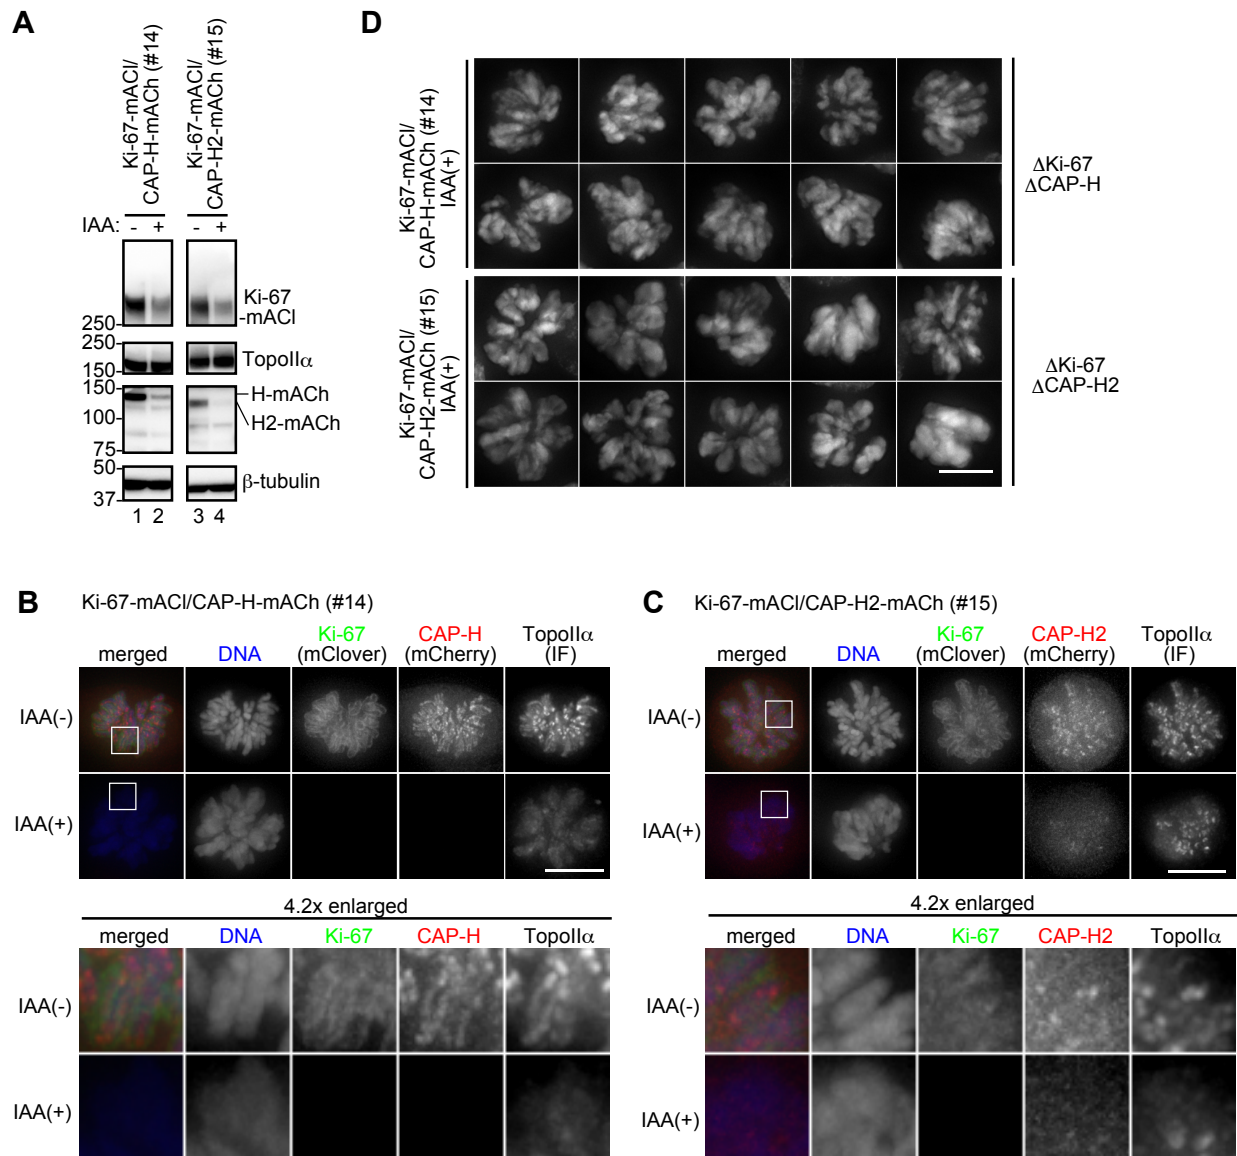 A
Ki-67-mACl/
CAP-H-mACh (#14)
Ki-67-mACl/
CAP-H2-mACh (#15)
IAA: - + - +
Ki-67
-mACl
250
250
TopoIIα
150
150
H-mACh
100
H2-mACh
75
50
β-tubulin
37
1 2 3 4
D
Ki-67-mACl/
CAP-H-mACh (#14)
IAA(+)
ΔKi-67
ΔCAP-H
Ki-67-mACl/
CAP-H2-mACh (#15)
IAA(+)
ΔKi-67
ΔCAP-H2
B
Ki-67-mACl/CAP-H-mACh (#14)
merged DNA Ki-67 (mClover) CAP-H (mCherry) TopoIIα (IF)
IAA(-)
IAA(+)
4.2x enlarged
merged DNA Ki-67 CAP-H TopoIIα
IAA(-)
IAA(+)
C
Ki-67-mACl/CAP-H2-mACh (#15)
merged DNA Ki-67 (mClover) CAP-H2 (mCherry) TopoIIα (IF)
IAA(-)
IAA(+)
4.2x enlarged
merged DNA Ki-67 CAP-H2 TopoIIα
IAA(-)
IAA(+)